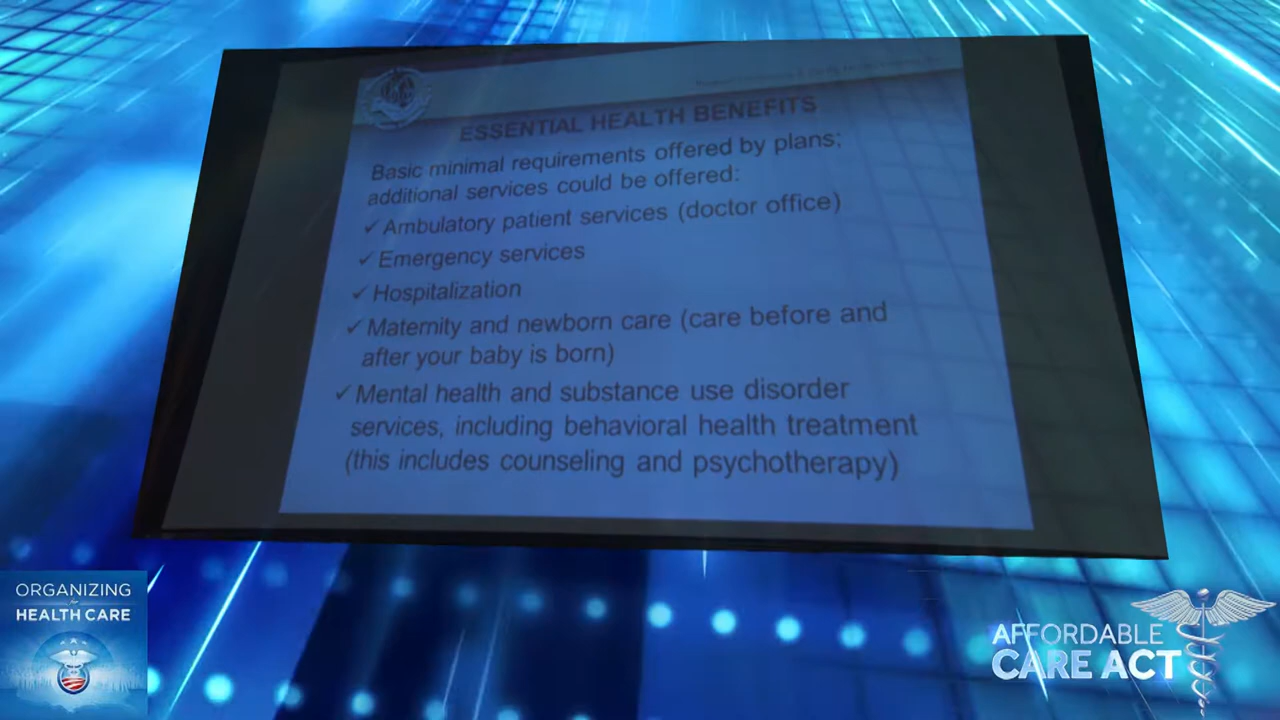 ESSENTIAL HEALTH BENEFITS
Basic minimal requirements offered by plans;
additional services could be offered:
✓ Ambulatory patient services (doctor office)
✓ Emergency services
✓ Hospitalization
✓ Maternity and newborn care (care before and
after your baby is born)
✓ Mental health and substance use disorder
services, including behavioral health treatment
(this includes counseling and psychotherapy)
ORGANIZING
for
HEALTH CARE
AFFORDABLE
CARE ACT